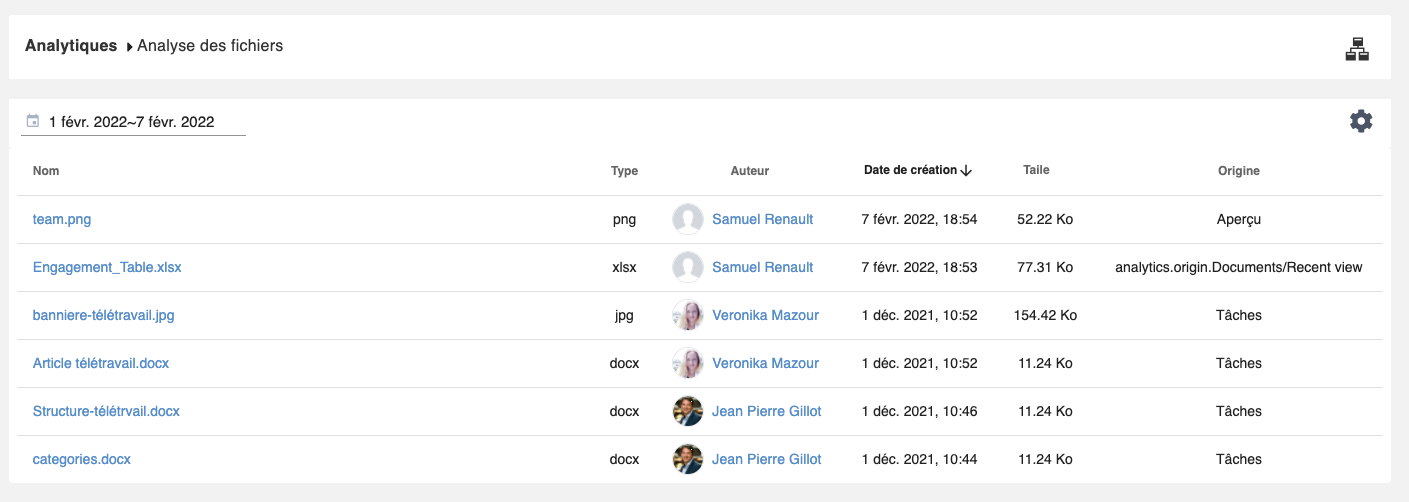 Analytiques Analyse des fichiers
1 févr. 2022~7 févr. 2022
Nom Type Auteur Date de création Taile Origine
team.png png Samuel Renault 7 févr. 2022, 18:54 52.22 Ko Aperçu
Engagement_Table.xlsx xlsx Samuel Renault 7 févr. 2022, 18:53 77.31 Ko analytics.origin.Documents/Recent view
banniere-télétravail.jpg jpg Veronika Mazour 1 déc. 2021, 10:52 154.42 Ko Tâches
Article télétravail.docx docx Veronika Mazour 1 déc. 2021, 10:52 11.24 Ko Tâches
Structure-télétrvail.docx docx Jean Pierre Gillot 1 déc. 2021, 10:46 11.24 Ko Tâches
categories.docx docx Jean Pierre Gillot 1 déc. 2021, 10:44 11.24 Ko Tâches